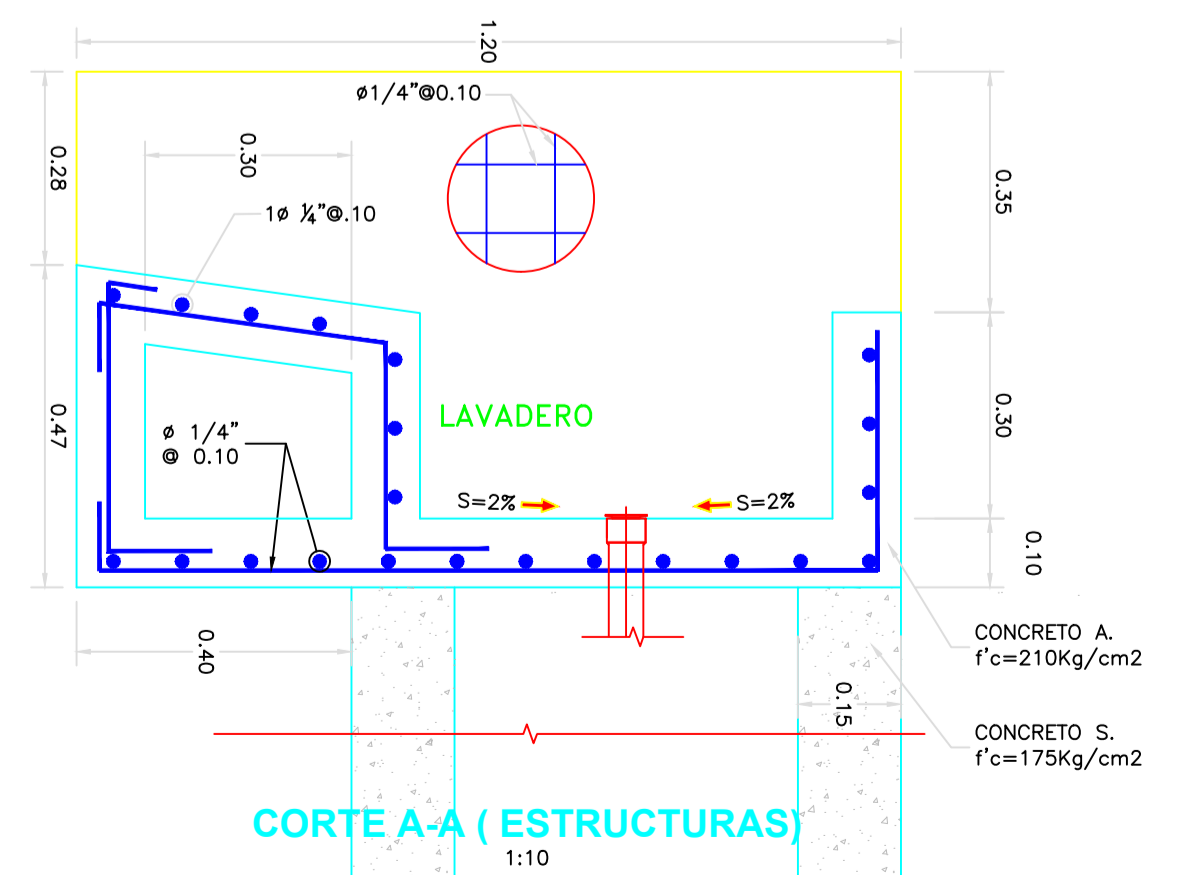 1.20
ø1/4"@0.10
0.30
0.28
0.35
1ø ¼"@.10
LAVADERO
0.47
0.30
ø 1/4"
@ 0.10
S=2%
S=2%
0.10
0.40
0.15
CONCRETO A.
f'c=210Kg/cm2
CONCRETO S.
f'c=175Kg/cm2
CORTE A-A ( ESTRUCTURAS)
1:10